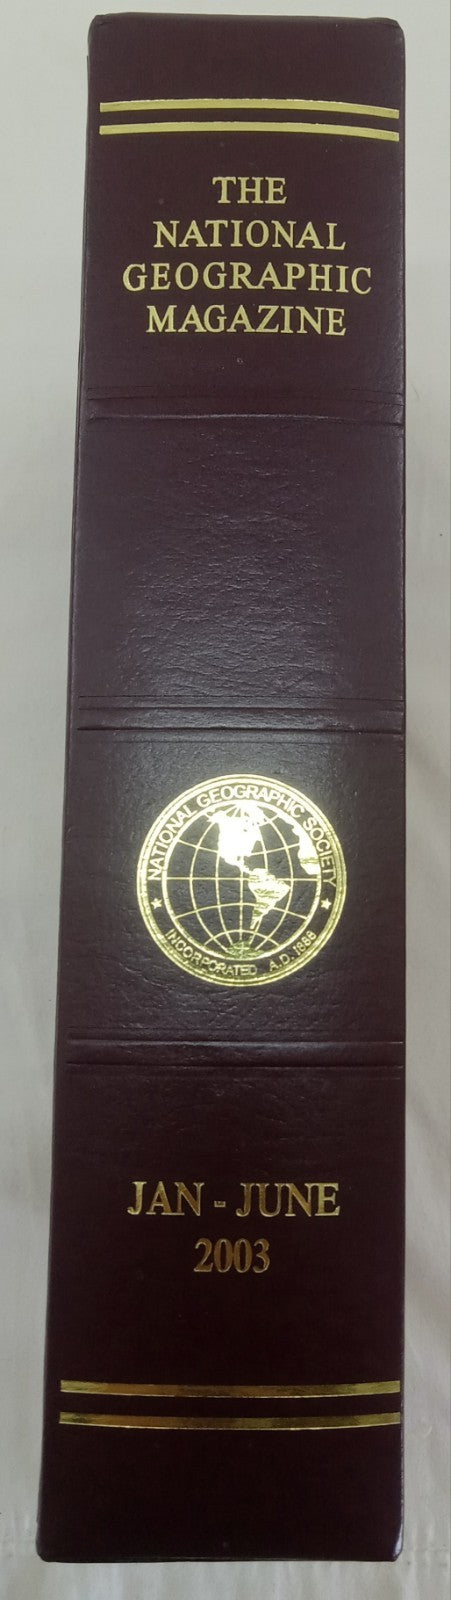 THE
NATIONAL
GEOGRAPHIC
MAGAZINE
NATIONAL GEOGRAPHIC SOCIETY
INCORPORATED A.D. 1888
JAN - JUNE
2003